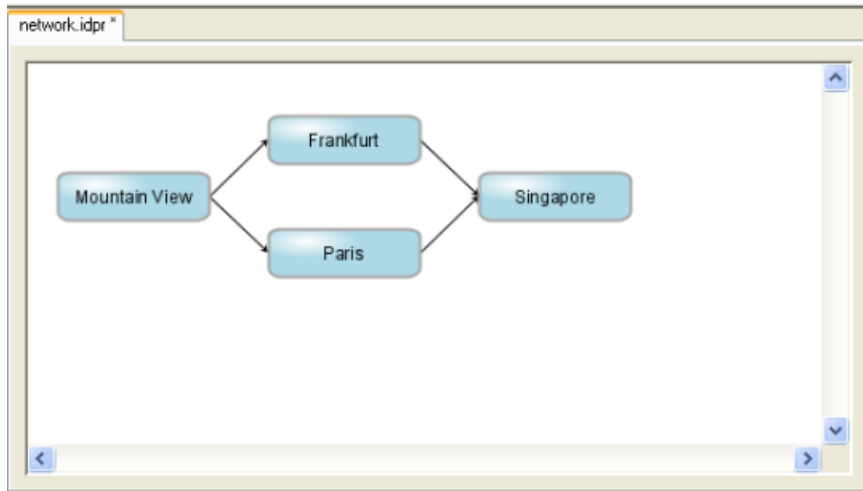 network.idpr *
Frankfurt
Mountain View
Singapore
Paris